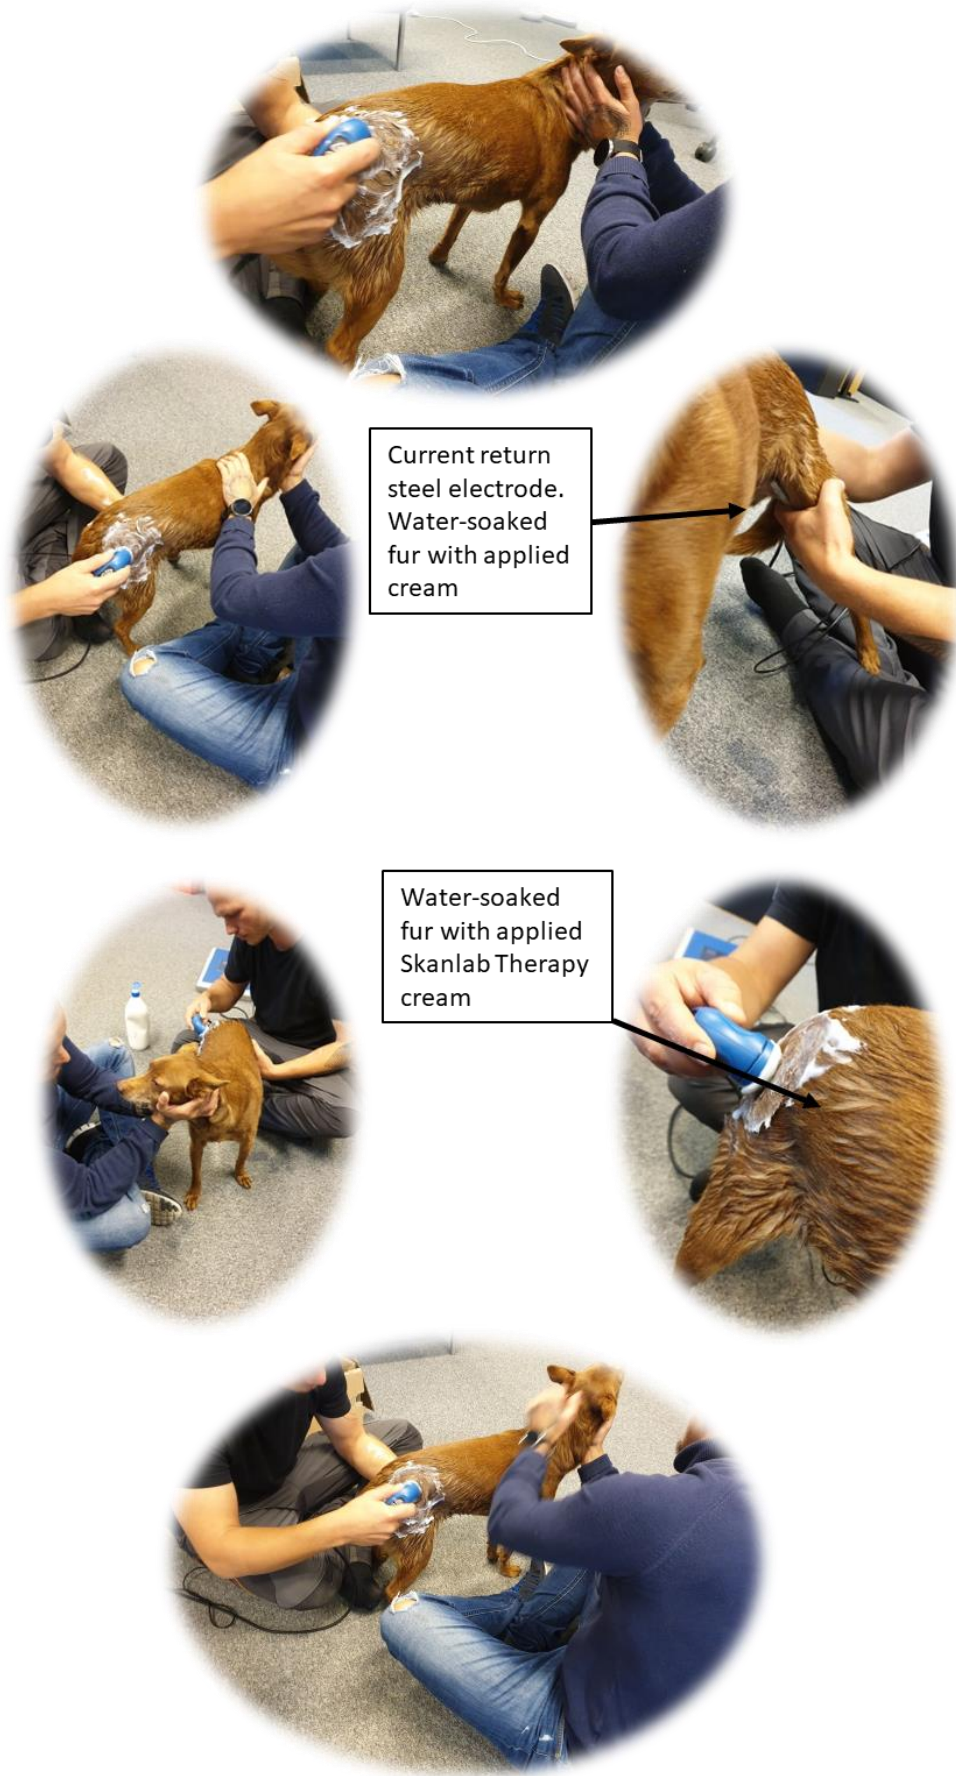 Current return
steel electrode.
Water-soaked
fur with applied
cream
Water-soaked
fur with applied
Skanlab Therapy
cream